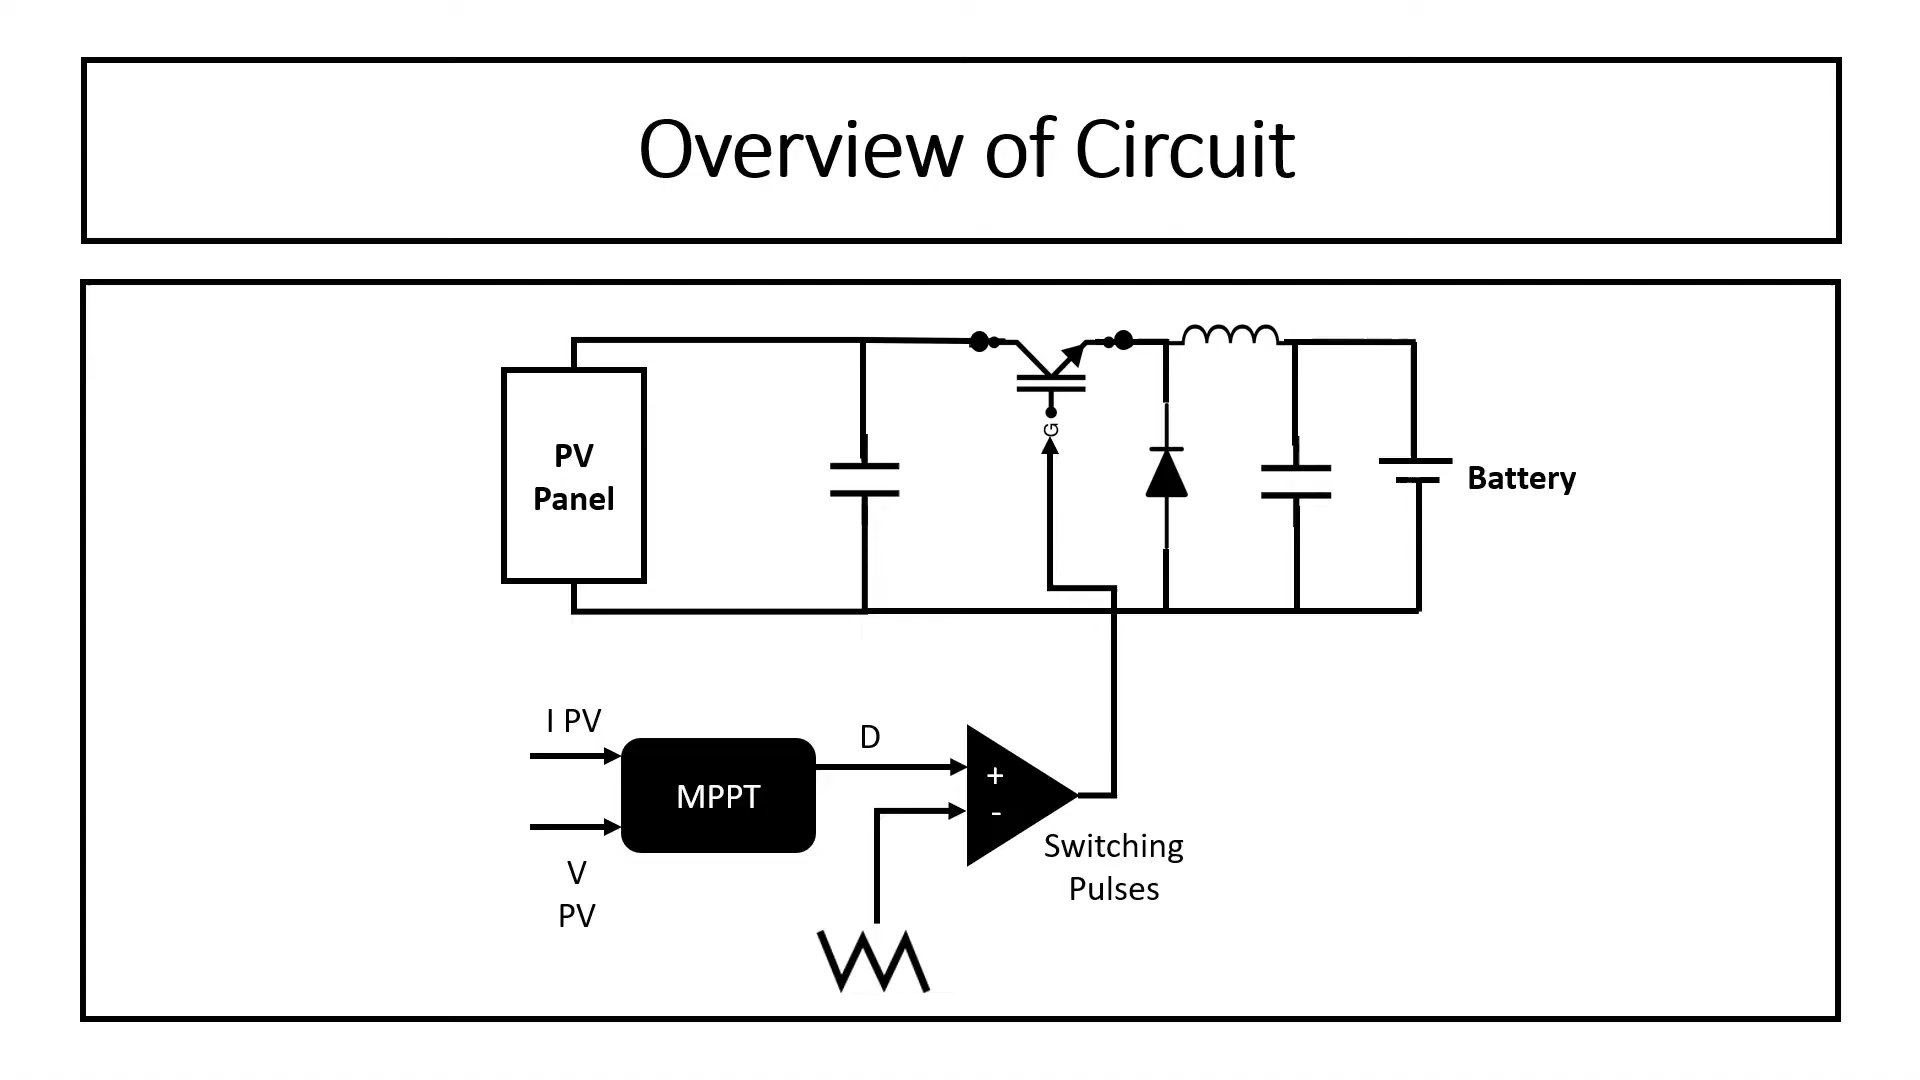 Overview of Circuit
PV
Panel
G
Battery
I PV
D
MPPT
+
-
V
PV
Switching
Pulses